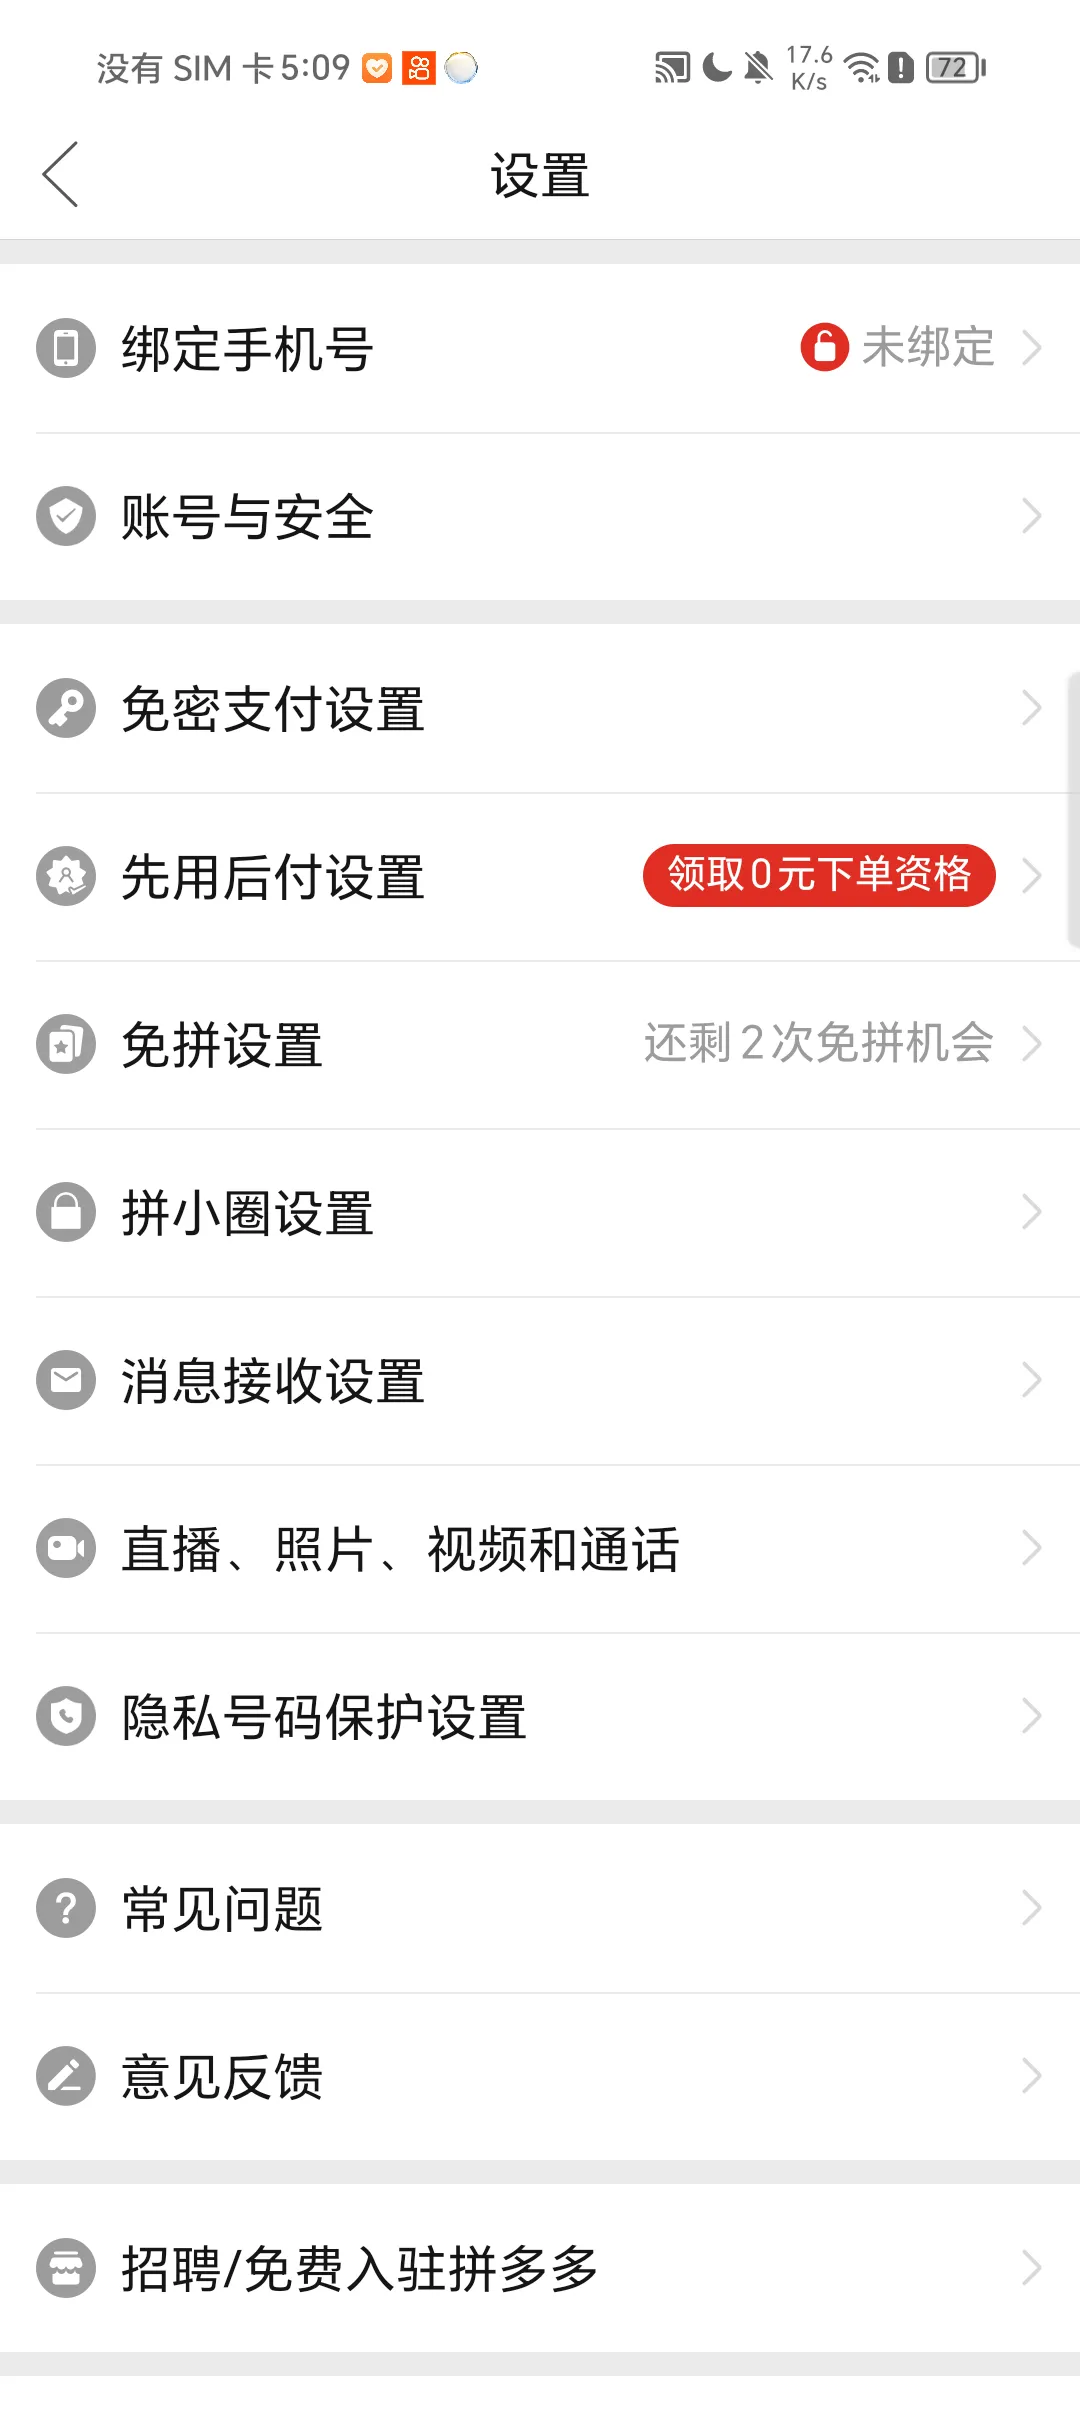 没有 SIM 卡 5:09 17.6 K/s 72
设置
绑定手机号 未绑定
账号与安全
免密支付设置
先用后付设置 领取0元下单资格
免拼设置 还剩2次免拼机会
拼小圈设置
消息接收设置
直播、照片、视频和通话
隐私号码保护设置
常见问题
意见反馈
招聘/免费入驻拼多多